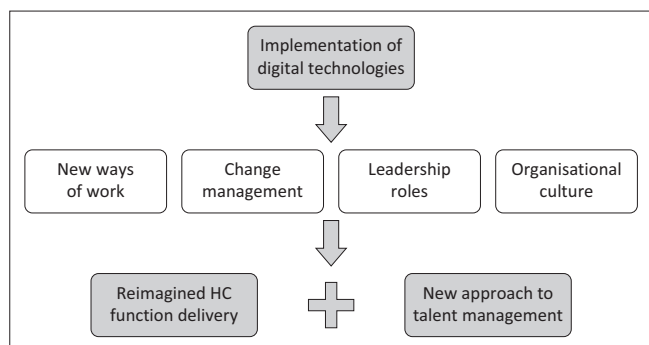 Implementation of
digital technologies
New ways
of work
Change
management
Leadership
roles
Organisational
culture
Reimagined HC
function delivery
New approach to
talent management